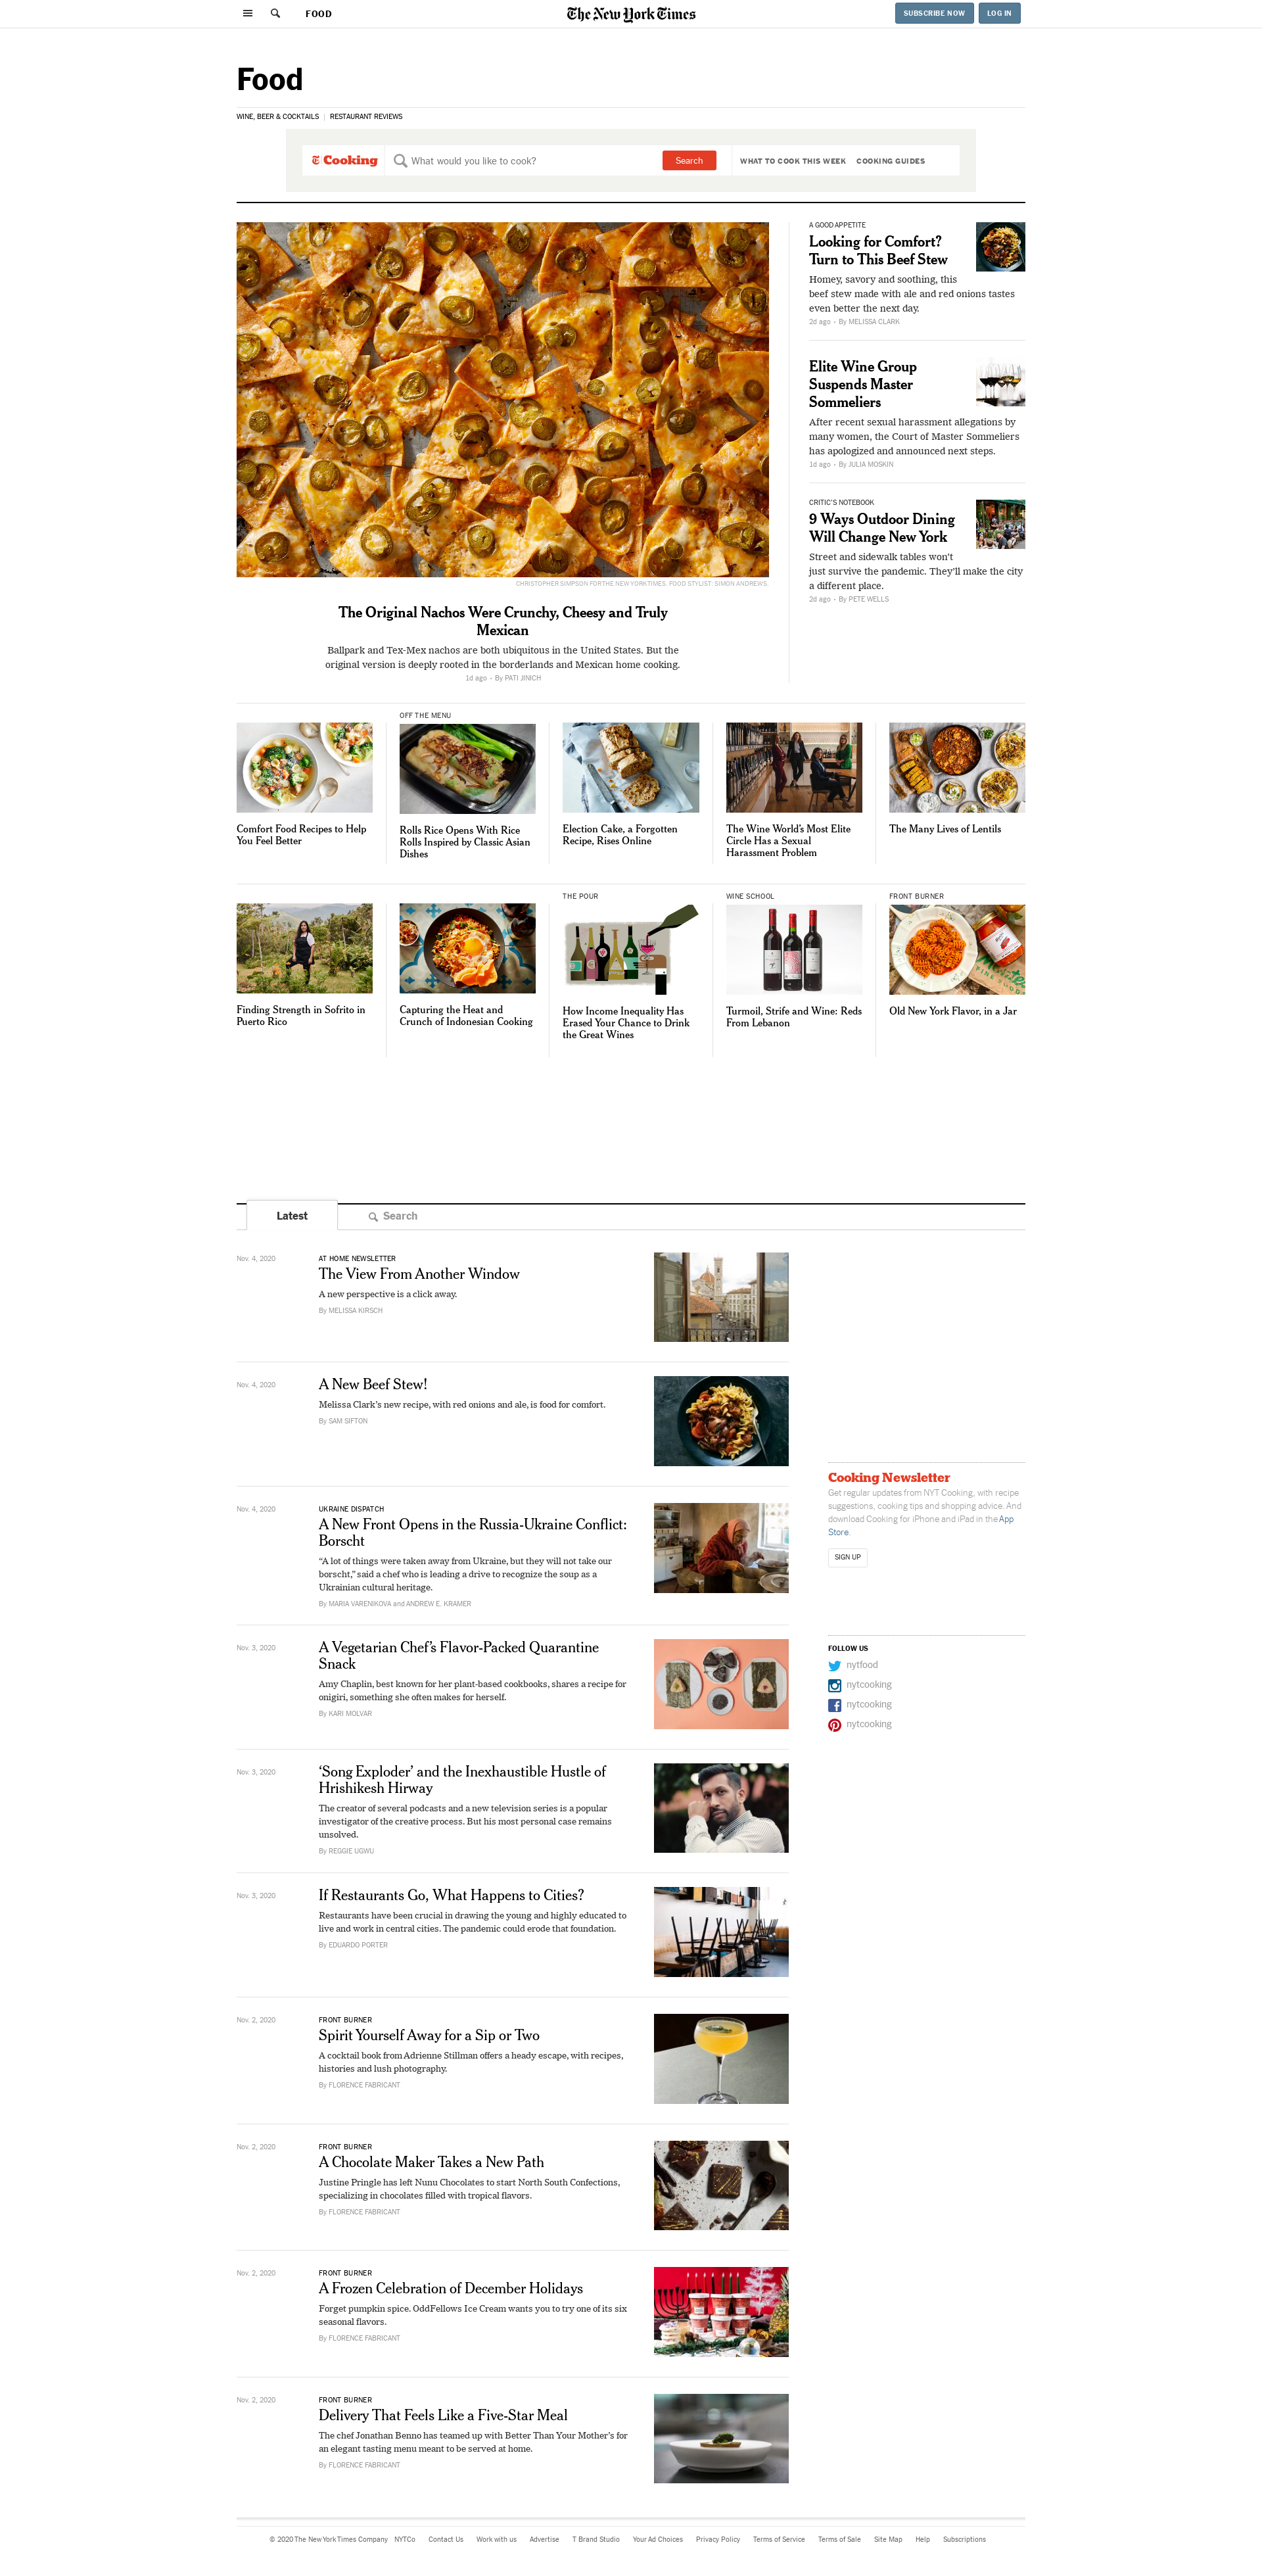 FOOD
The New York Times
SUBSCRIBE NOW
LOG IN
Food
WINE, BEER & COCKTAILS
RESTAURANT REVIEWS
Cooking
What would you like to cook?
Search
WHAT TO COOK THIS WEEK
COOKING GUIDES
CHRISTOPHER SIMPSON FOR THE NEW YORK TIMES. FOOD STYLIST: SIMON ANDREWS.
The Original Nachos Were Crunchy, Cheesy and Truly
Mexican
Ballpark and Tex-Mex nachos are both ubiquitous in the United States. But the
original version is deeply rooted in the borderlands and Mexican home cooking.
1d ago • By PATI JINICH
A GOOD APPETITE
Looking for Comfort?
Turn to This Beef Stew
Homey, savory and soothing, this
beef stew made with ale and red onions tastes
even better the next day.
2d ago • By MELISSA CLARK
Elite Wine Group
Suspends Master
Sommeliers
After recent sexual harassment allegations by
many women, the Court of Master Sommeliers
has apologized and announced next steps.
1d ago • By JULIA MOSKIN
CRITIC'S NOTEBOOK
9 Ways Outdoor Dining
Will Change New York
Street and sidewalk tables won't
just survive the pandemic. They'll make the city
a different place.
2d ago • By PETE WELLS
Comfort Food Recipes to Help
You Feel Better
OFF THE MENU
Rolls Rice Opens With Rice
Rolls Inspired by Classic Asian
Dishes
Election Cake, a Forgotten
Recipe, Rises Online
The Wine World's Most Elite
Circle Has a Sexual
Harassment Problem
The Many Lives of Lentils
Finding Strength in Sofrito in
Puerto Rico
Capturing the Heat and
Crunch of Indonesian Cooking
THE POUR
How Income Inequality Has
Erased Your Chance to Drink
the Great Wines
WINE SCHOOL
Turmoil, Strife and Wine: Reds
From Lebanon
FRONT BURNER
Old New York Flavor, in a Jar
Latest
Search
Nov. 4, 2020
AT HOME NEWSLETTER
The View From Another Window
A new perspective is a click away.
By MELISSA KIRSCH
Nov. 4, 2020
A New Beef Stew!
Melissa Clark's new recipe, with red onions and ale, is food for comfort.
By SAM SIFTON
Nov. 4, 2020
UKRAINE DISPATCH
A New Front Opens in the Russia-Ukraine Conflict:
Borscht
“A lot of things were taken away from Ukraine, but they will not take our
borscht,” said a chef who is leading a drive to recognize the soup as a
Ukrainian cultural heritage.
By MARIA VARENIKOVA and ANDREW E. KRAMER
Nov. 3, 2020
A Vegetarian Chef's Flavor-Packed Quarantine
Snack
Amy Chaplin, best known for her plant-based cookbooks, shares a recipe for
onigiri, something she often makes for herself.
By KARI MOLVAR
Nov. 3, 2020
‘Song Exploder’ and the Inexhaustible Hustle of
Hrishikesh Hirway
The creator of several podcasts and a new television series is a popular
investigator of the creative process. But his most personal case remains
unsolved.
By REGGIE UGWU
Nov. 3, 2020
If Restaurants Go, What Happens to Cities?
Restaurants have been crucial in drawing the young and highly educated to
live and work in central cities. The pandemic could erode that foundation.
By EDUARDO PORTER
Nov. 2, 2020
FRONT BURNER
Spirit Yourself Away for a Sip or Two
A cocktail book from Adrienne Stillman offers a heady escape, with recipes,
histories and lush photography.
By FLORENCE FABRICANT
Nov. 2, 2020
FRONT BURNER
A Chocolate Maker Takes a New Path
Justine Pringle has left Nunu Chocolates to start North South Confections,
specializing in chocolates filled with tropical flavors.
By FLORENCE FABRICANT
Nov. 2, 2020
FRONT BURNER
A Frozen Celebration of December Holidays
Forget pumpkin spice. OddFellows Ice Cream wants you to try one of its six
seasonal flavors.
By FLORENCE FABRICANT
Nov. 2, 2020
FRONT BURNER
Delivery That Feels Like a Five-Star Meal
The chef Jonathan Benno has teamed up with Better Than Your Mother's for
an elegant tasting menu meant to be served at home.
By FLORENCE FABRICANT
Cooking Newsletter
Get regular updates from NYT Cooking, with recipe
suggestions, cooking tips and shopping advice. And
download Cooking for iPhone and iPad in the App
Store.
SIGN UP
FOLLOW US
nytfood
nytcooking
nytcooking
nytcooking
© 2020 The New York Times Company
NYTCo
Contact Us
Work with us
Advertise
T Brand Studio
Your Ad Choices
Privacy Policy
Terms of Service
Terms of Sale
Site Map
Help
Subscriptions